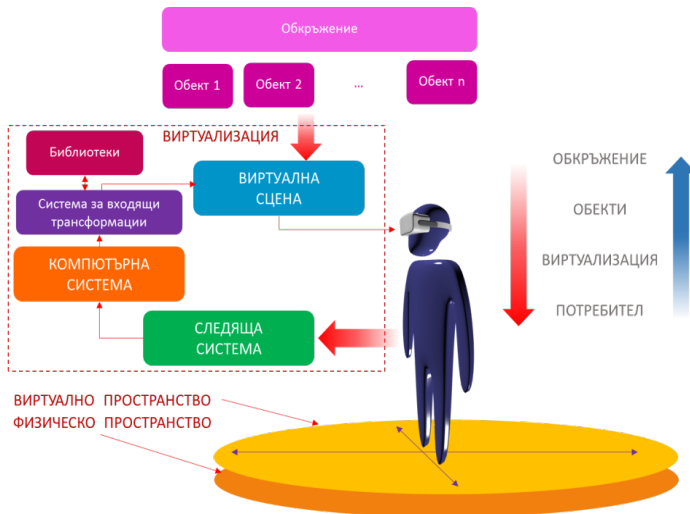 Обкръжение
Обект 1
Обект 2
...
Обект n
ВИРТУАЛИЗАЦИЯ
Библиотеки
ВИРТУАЛНА
СЦЕНА
Система за входящи
трансформации
КОМПЮТЪРНА
СИСТЕМА
СЛЕДЯЩА
СИСТЕМА
ОБКРЪЖЕНИЕ
ОБЕКТИ
ВИРТУАЛИЗАЦИЯ
ПОТРЕБИТЕЛ
ВИРТУАЛНО ПРОСТРАНСТВО
ФИЗИЧЕСКО ПРОСТРАНСТВО